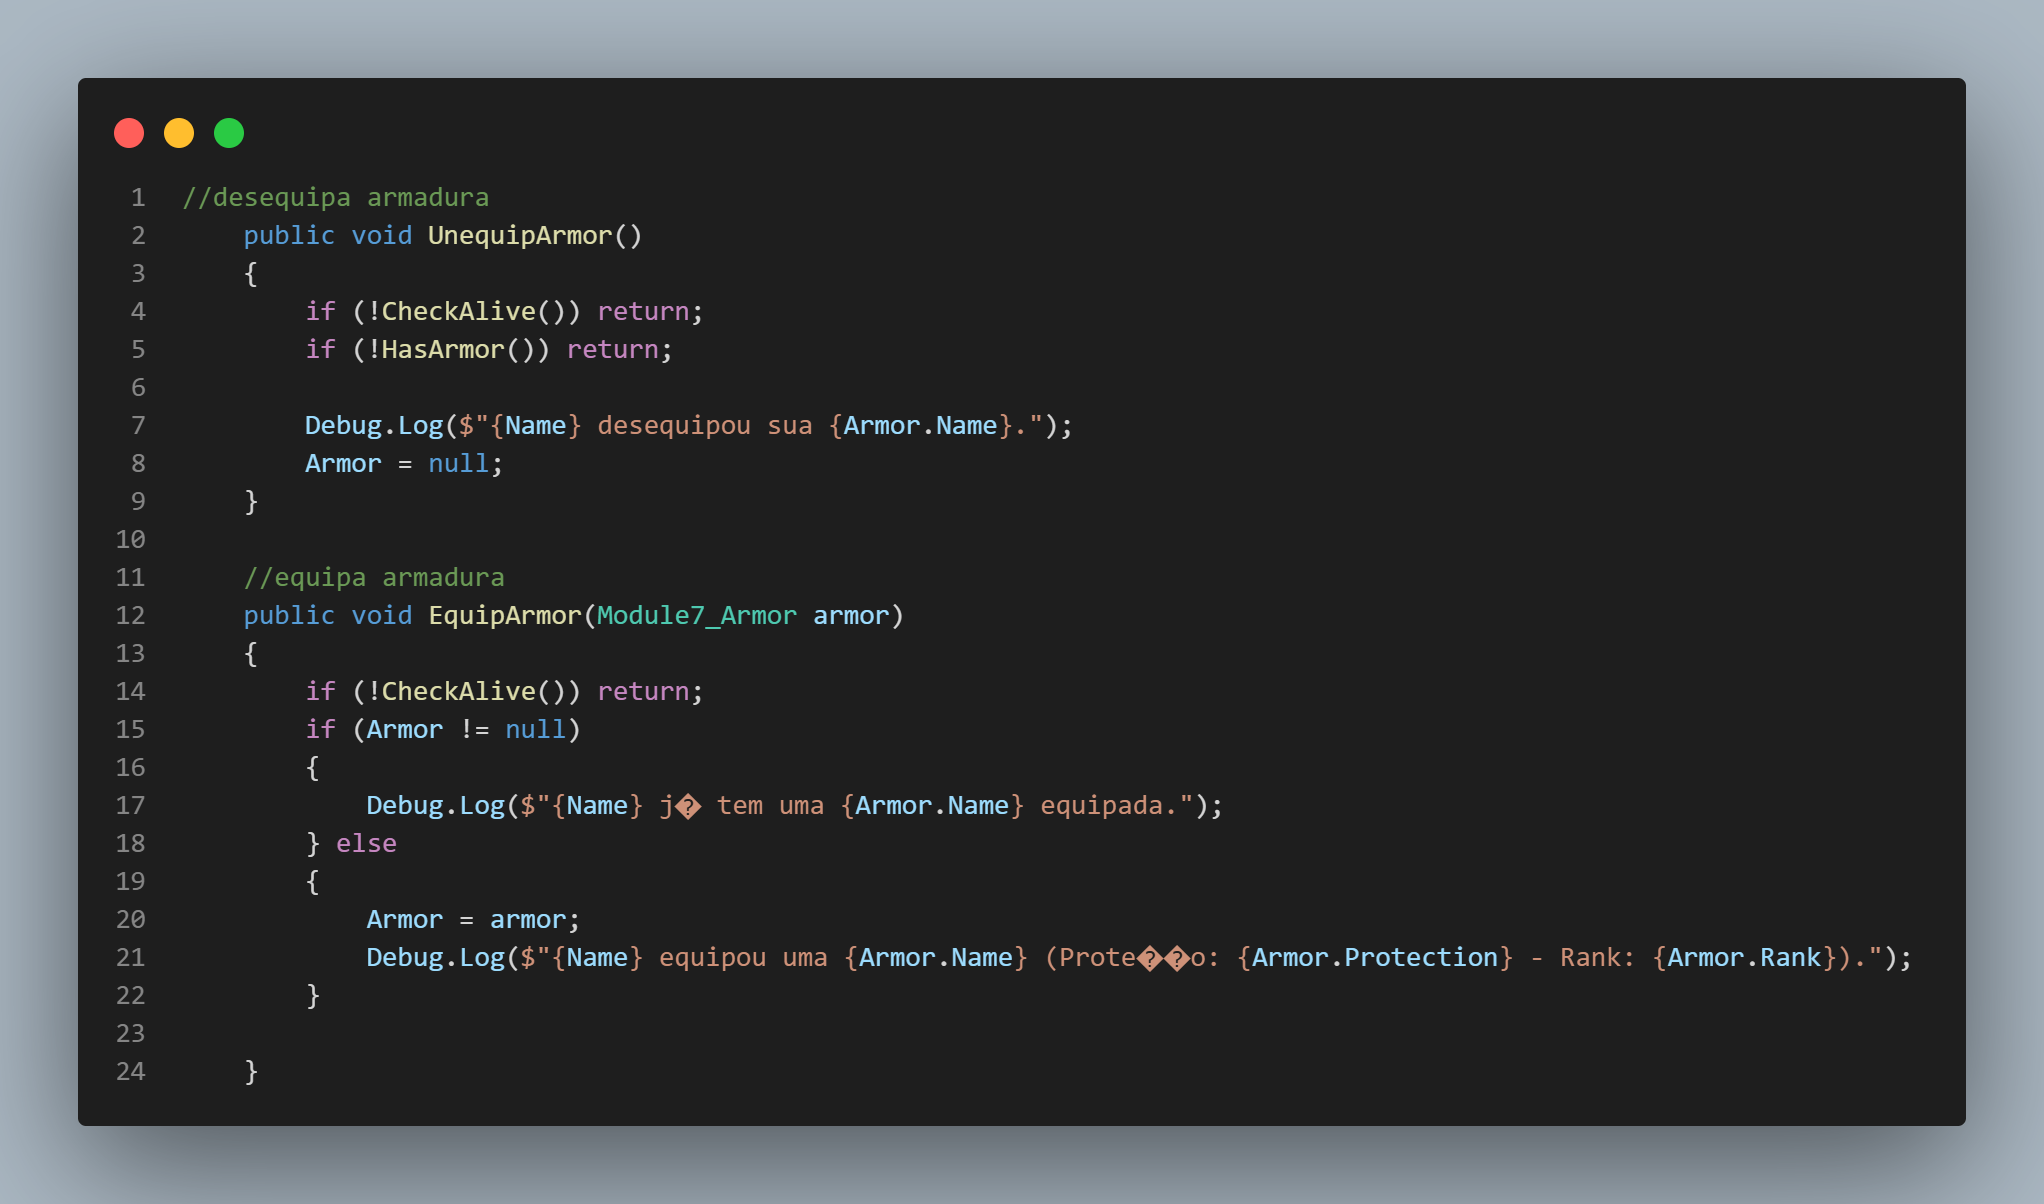 1 //desequipa armadura
2     public void UnequipArmor()
3     {
4         if (!CheckAlive()) return;
5         if (!HasArmor()) return;
6
7         Debug.Log($"{Name} desequipou sua {Armor.Name}.");
8         Armor = null;
9     }
10
11     //equipa armadura
12     public void EquipArmor(Module7_Armor armor)
13     {
14         if (!CheckAlive()) return;
15         if (Armor != null)
16         {
17             Debug.Log($"{Name} j� tem uma {Armor.Name} equipada.");
18         } else
19         {
20             Armor = armor;
21             Debug.Log($"{Name} equipou uma {Armor.Name} (Prote��o: {Armor.Protection} - Rank: {Armor.Rank}).");
22         }
23
24     }